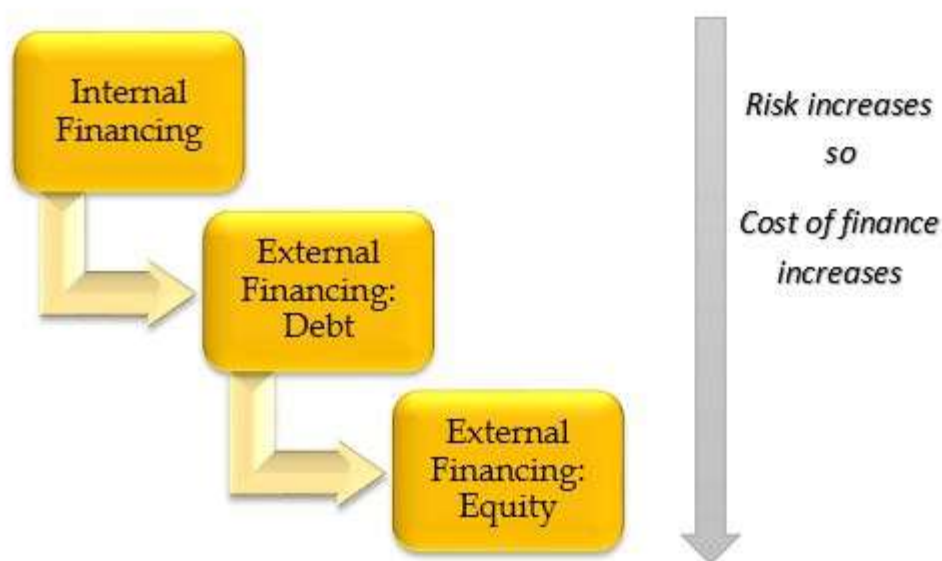 Internal
Financing
External
Financing:
Debt
External
Financing:
Equity
Risk increases
so
Cost of finance
increases